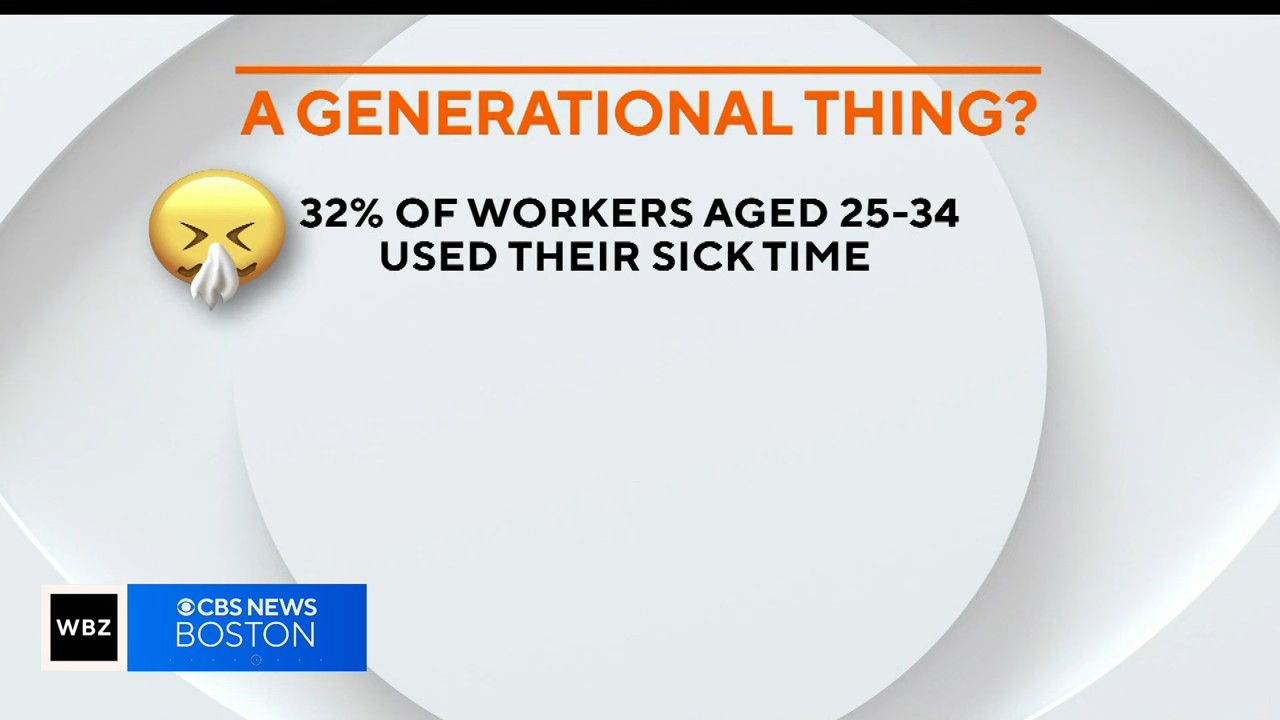 A GENERATIONAL THING?
32% OF WORKERS AGED 25-34
USED THEIR SICK TIME
WBZ
CBS NEWS
BOSTON